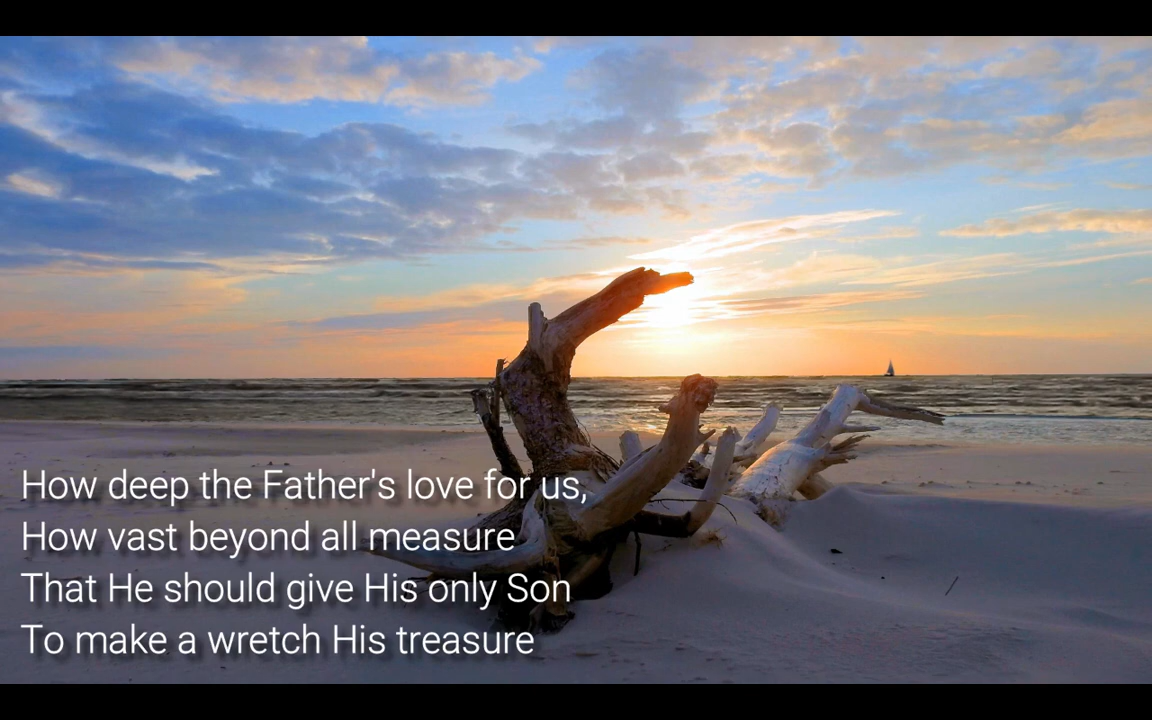 How deep the Father's love for us,
How vast beyond all measure
That He should give His only Son
To make a wretch His treasure